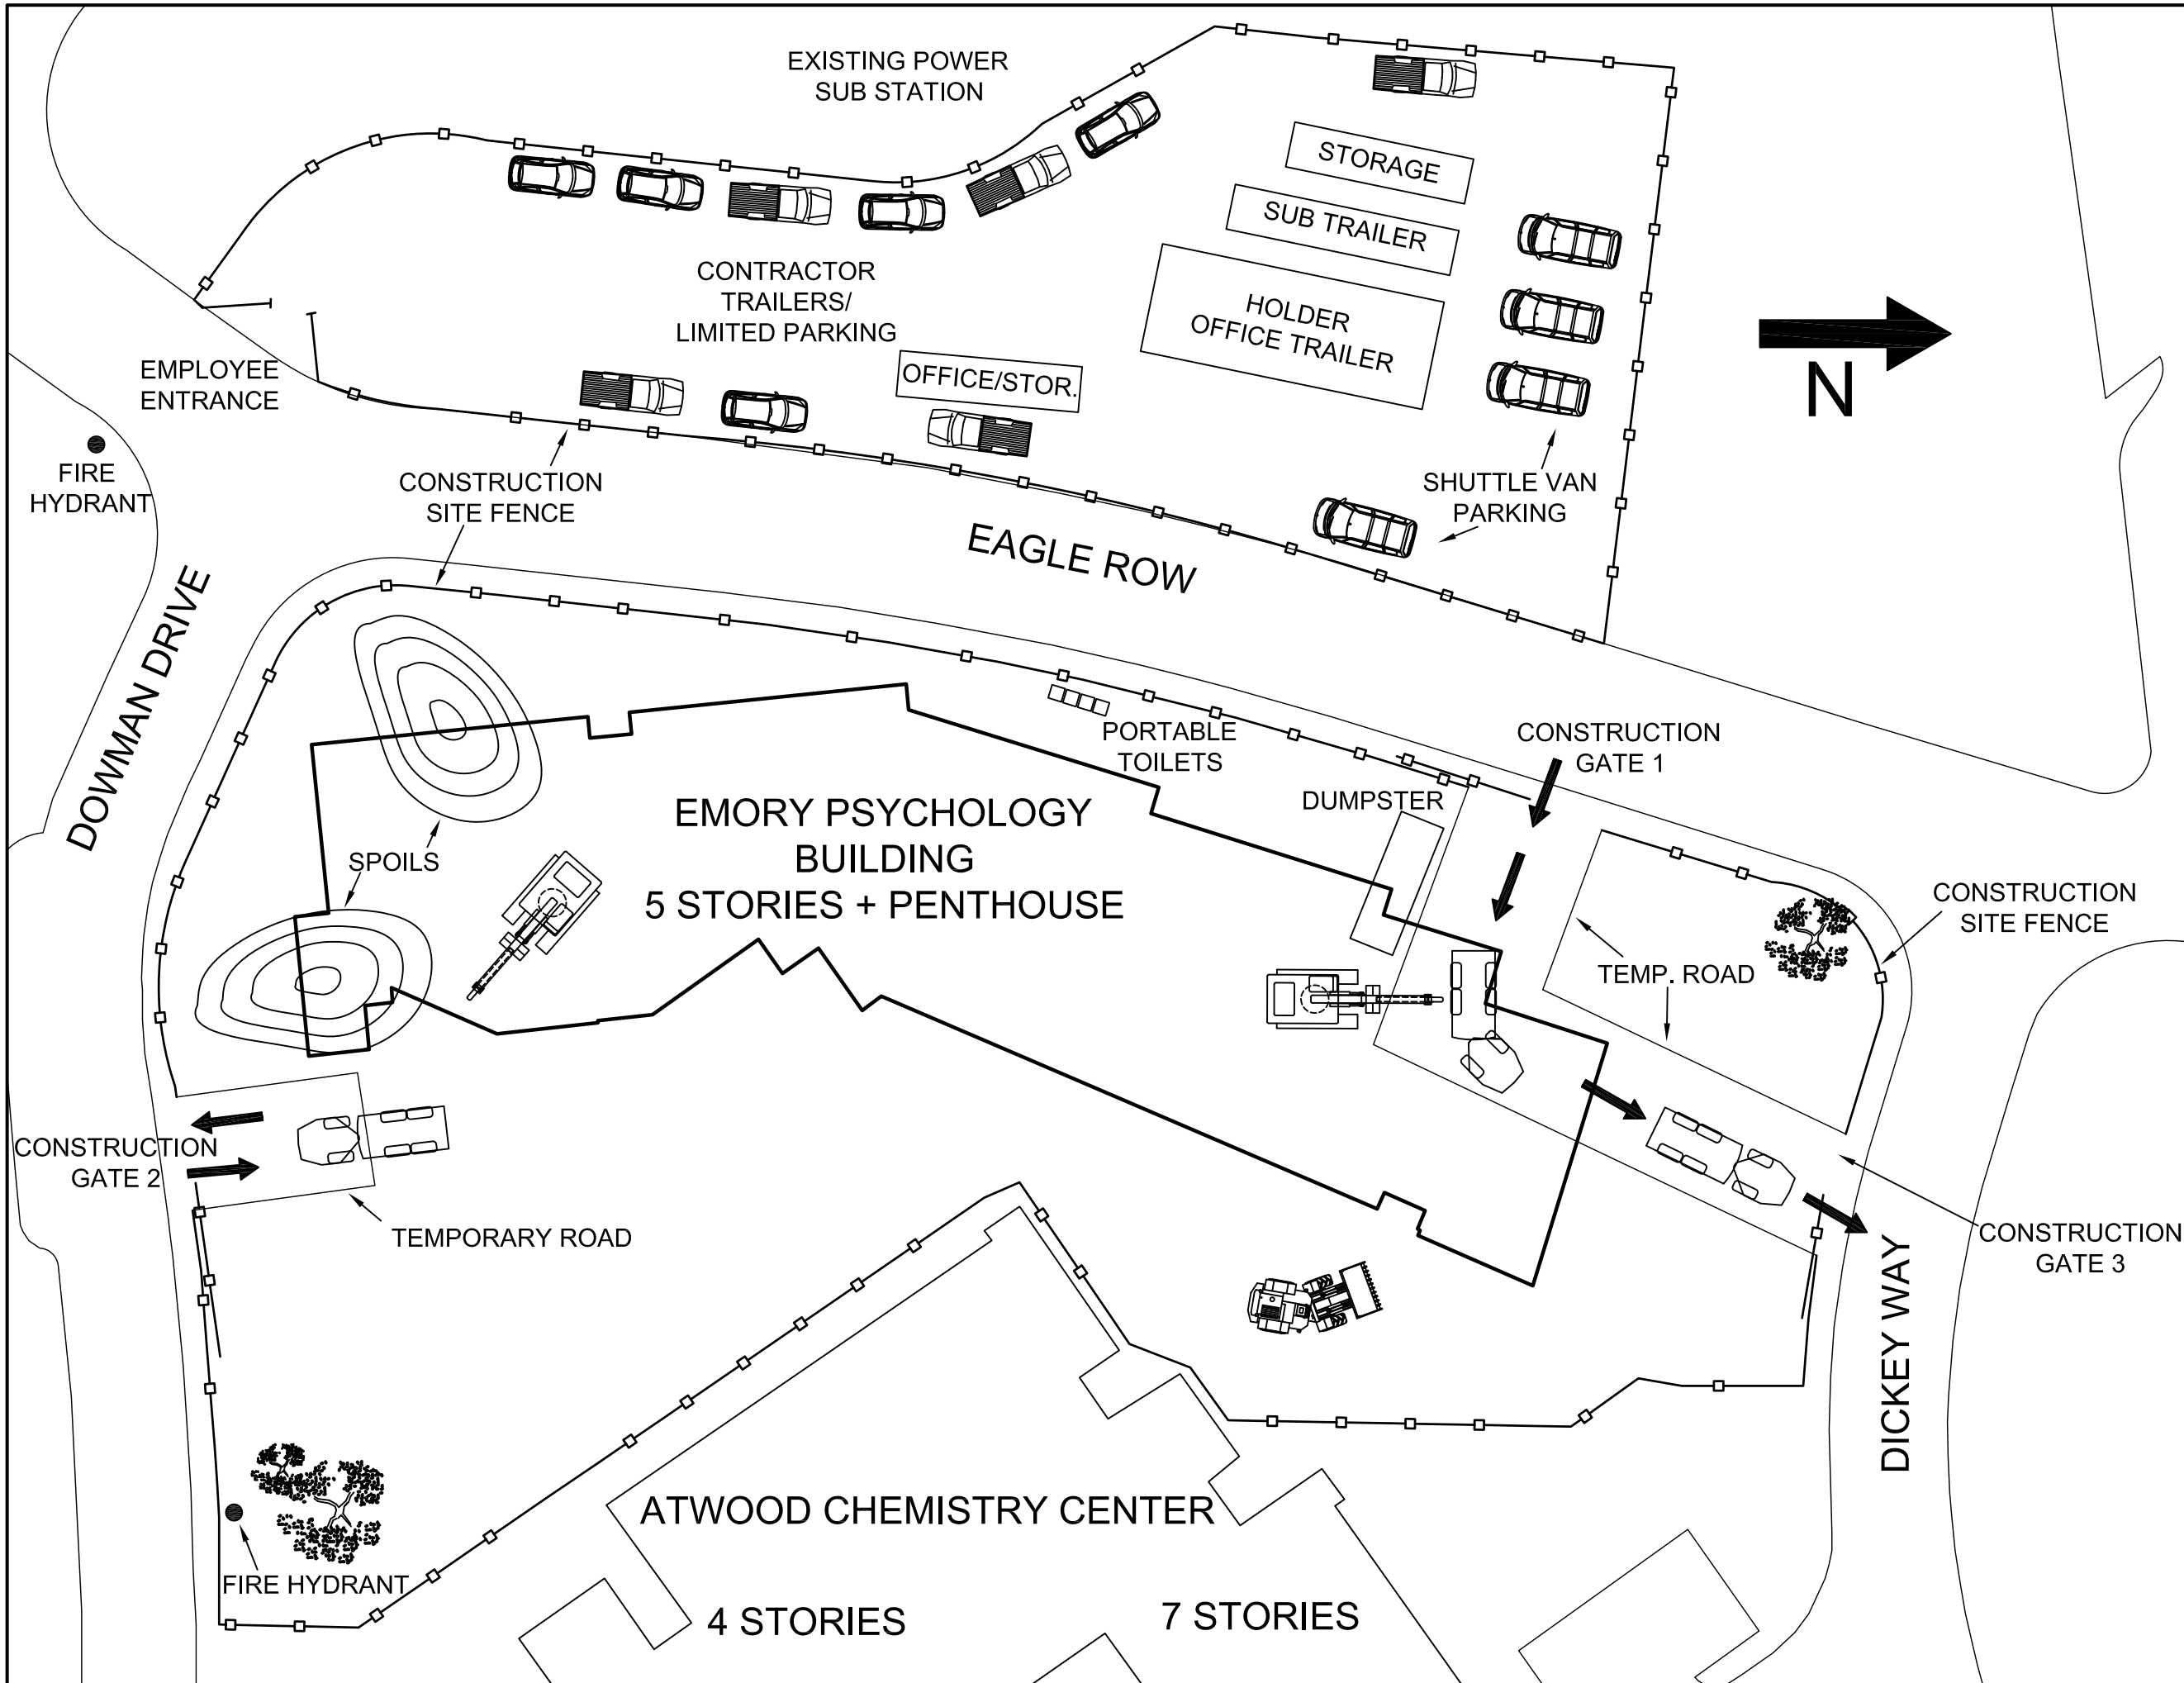 EXISTING POWER
SUB STATION
STORAGE
SUB TRAILER
HOLDER
OFFICE TRAILER
CONTRACTOR
TRAILERS/
LIMITED PARKING
OFFICE/STOR.
N
EMPLOYEE
ENTRANCE
FIRE
HYDRANT
CONSTRUCTION
SITE FENCE
SHUTTLE VAN
PARKING
EAGLE ROW
DOWMAN DRIVE
PORTABLE
TOILETS
CONSTRUCTION
GATE 1
DUMPSTER
EMORY PSYCHOLOGY
BUILDING
5 STORIES + PENTHOUSE
SPOILS
CONSTRUCTION
SITE FENCE
TEMP. ROAD
CONSTRUCTION
GATE 2
TEMPORARY ROAD
CONSTRUCTION
GATE 3
DICKEY WAY
ATWOOD CHEMISTRY CENTER
FIRE HYDRANT
4 STORIES
7 STORIES